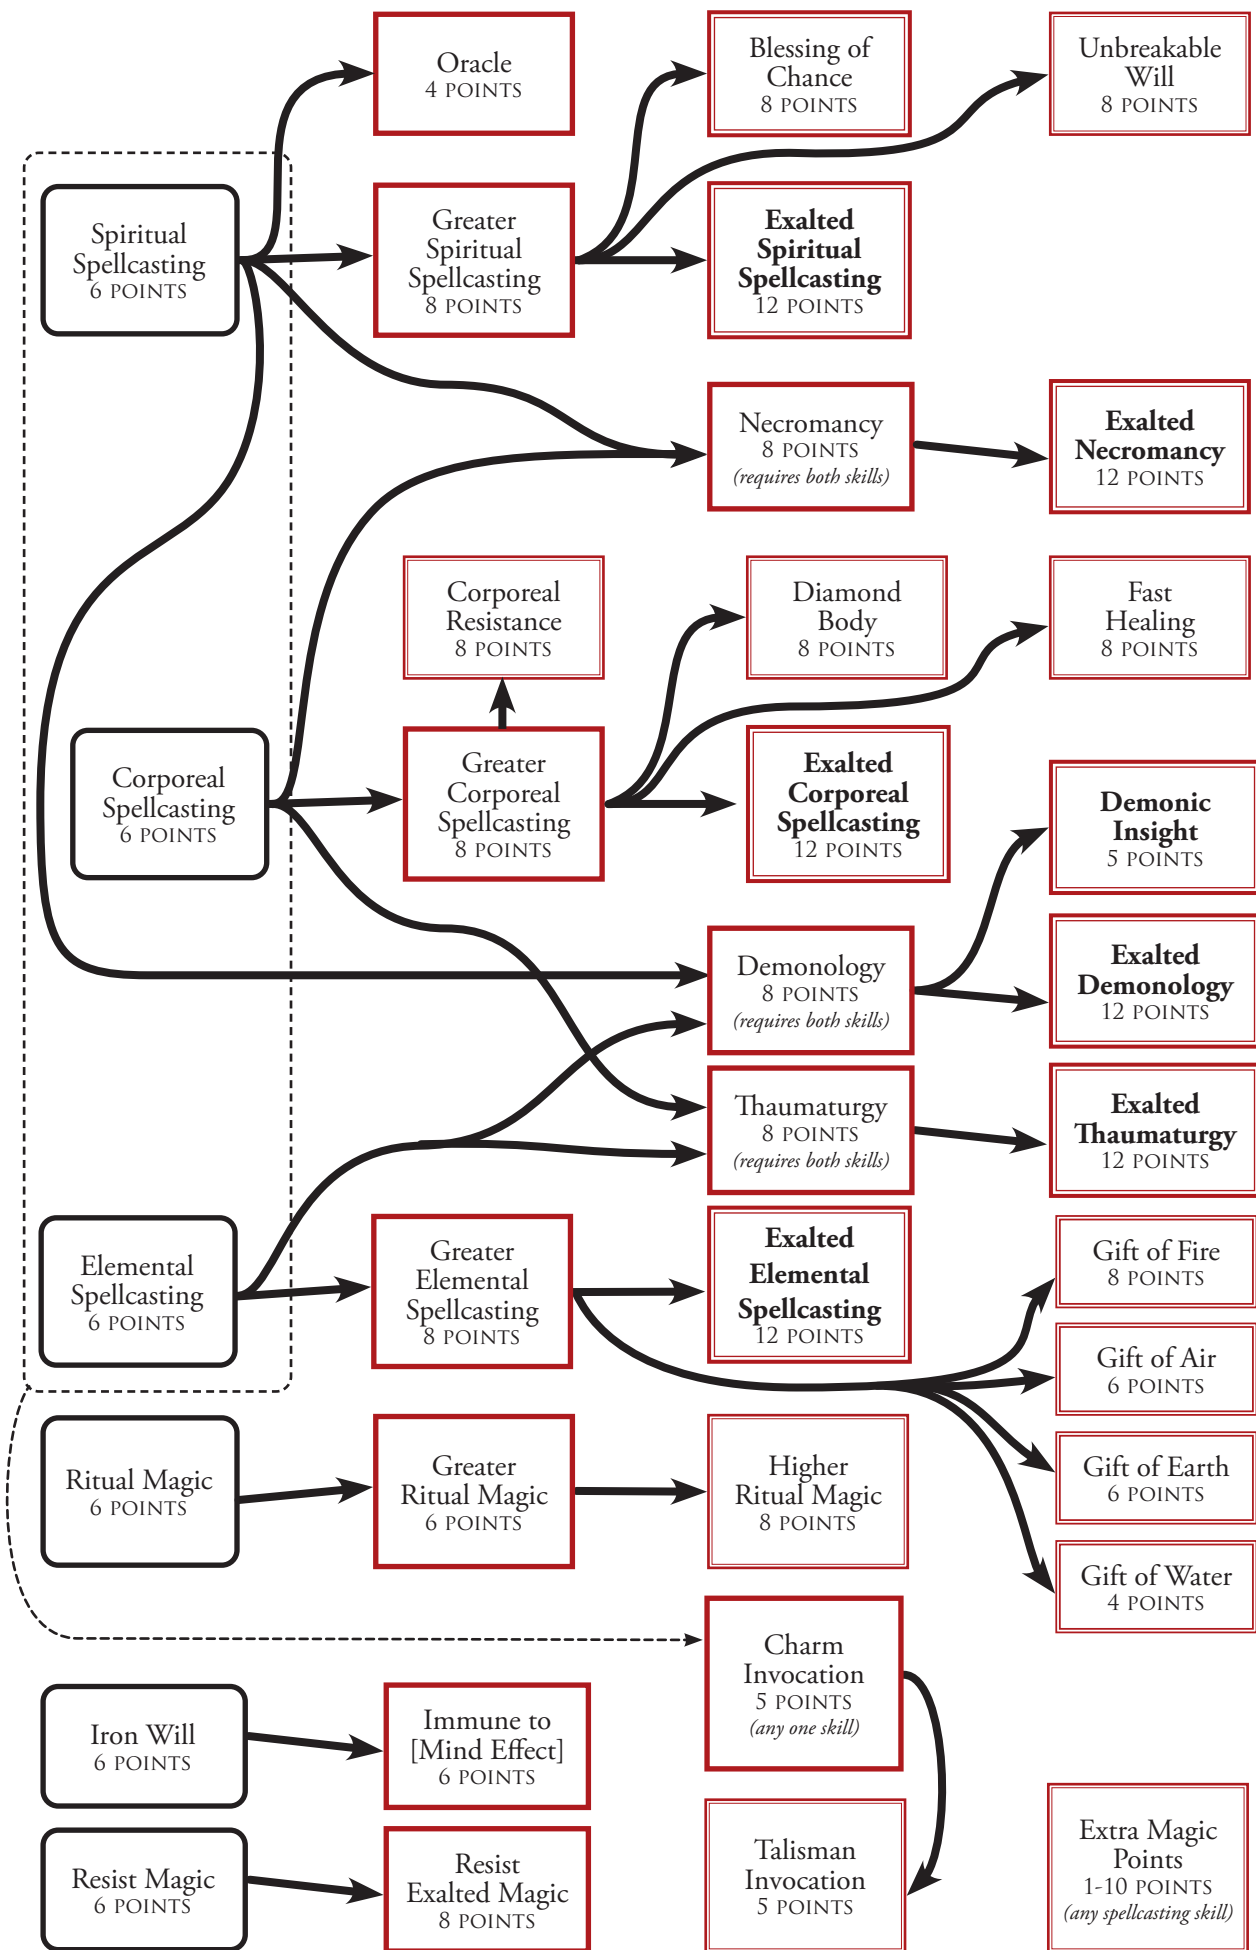 Oracle
4 POINTS
Blessing of
Chance
8 POINTS
Unbreakable
Will
8 POINTS
Spiritual
Spellcasting
6 POINTS
Greater
Spiritual
Spellcasting
8 POINTS
Exalted
Spiritual
Spellcasting
12 POINTS
Necromancy
8 POINTS
(requires both skills)
Exalted
Necromancy
12 POINTS
Corporeal
Resistance
8 POINTS
Diamond
Body
8 POINTS
Fast
Healing
8 POINTS
Corporeal
Spellcasting
6 POINTS
Greater
Corporeal
Spellcasting
8 POINTS
Exalted
Corporeal
Spellcasting
12 POINTS
Demonic
Insight
5 POINTS
Demonology
8 POINTS
(requires both skills)
Exalted
Demonology
12 POINTS
Thaumaturgy
8 POINTS
(requires both skills)
Exalted
Thaumaturgy
12 POINTS
Elemental
Spellcasting
6 POINTS
Greater
Elemental
Spellcasting
8 POINTS
Exalted
Elemental
Spellcasting
12 POINTS
Gift of Fire
8 POINTS
Gift of Air
6 POINTS
Gift of Earth
6 POINTS
Gift of Water
4 POINTS
Ritual Magic
6 POINTS
Greater
Ritual Magic
6 POINTS
Higher
Ritual Magic
8 POINTS
Charm
Invocation
5 POINTS
(any one skill)
Iron Will
6 POINTS
Immune to
[Mind Effect]
6 POINTS
Resist Magic
6 POINTS
Resist
Exalted Magic
8 POINTS
Talisman
Invocation
5 POINTS
Extra Magic
Points
1-10 POINTS
(any spellcasting skill)